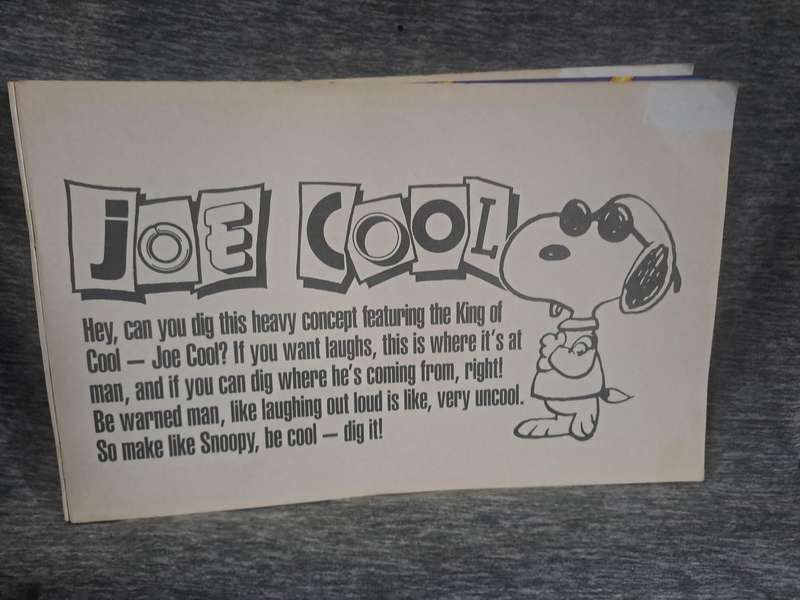 JOE COOL
Hey, can you dig this heavy concept featuring the King of
Cool — Joe Cool? If you want laughs, this is where it's at
man, and if you can dig where he's coming from, right!
Be warned man, like laughing out loud is like, very uncool.
So make like Snoopy, be cool — dig it!